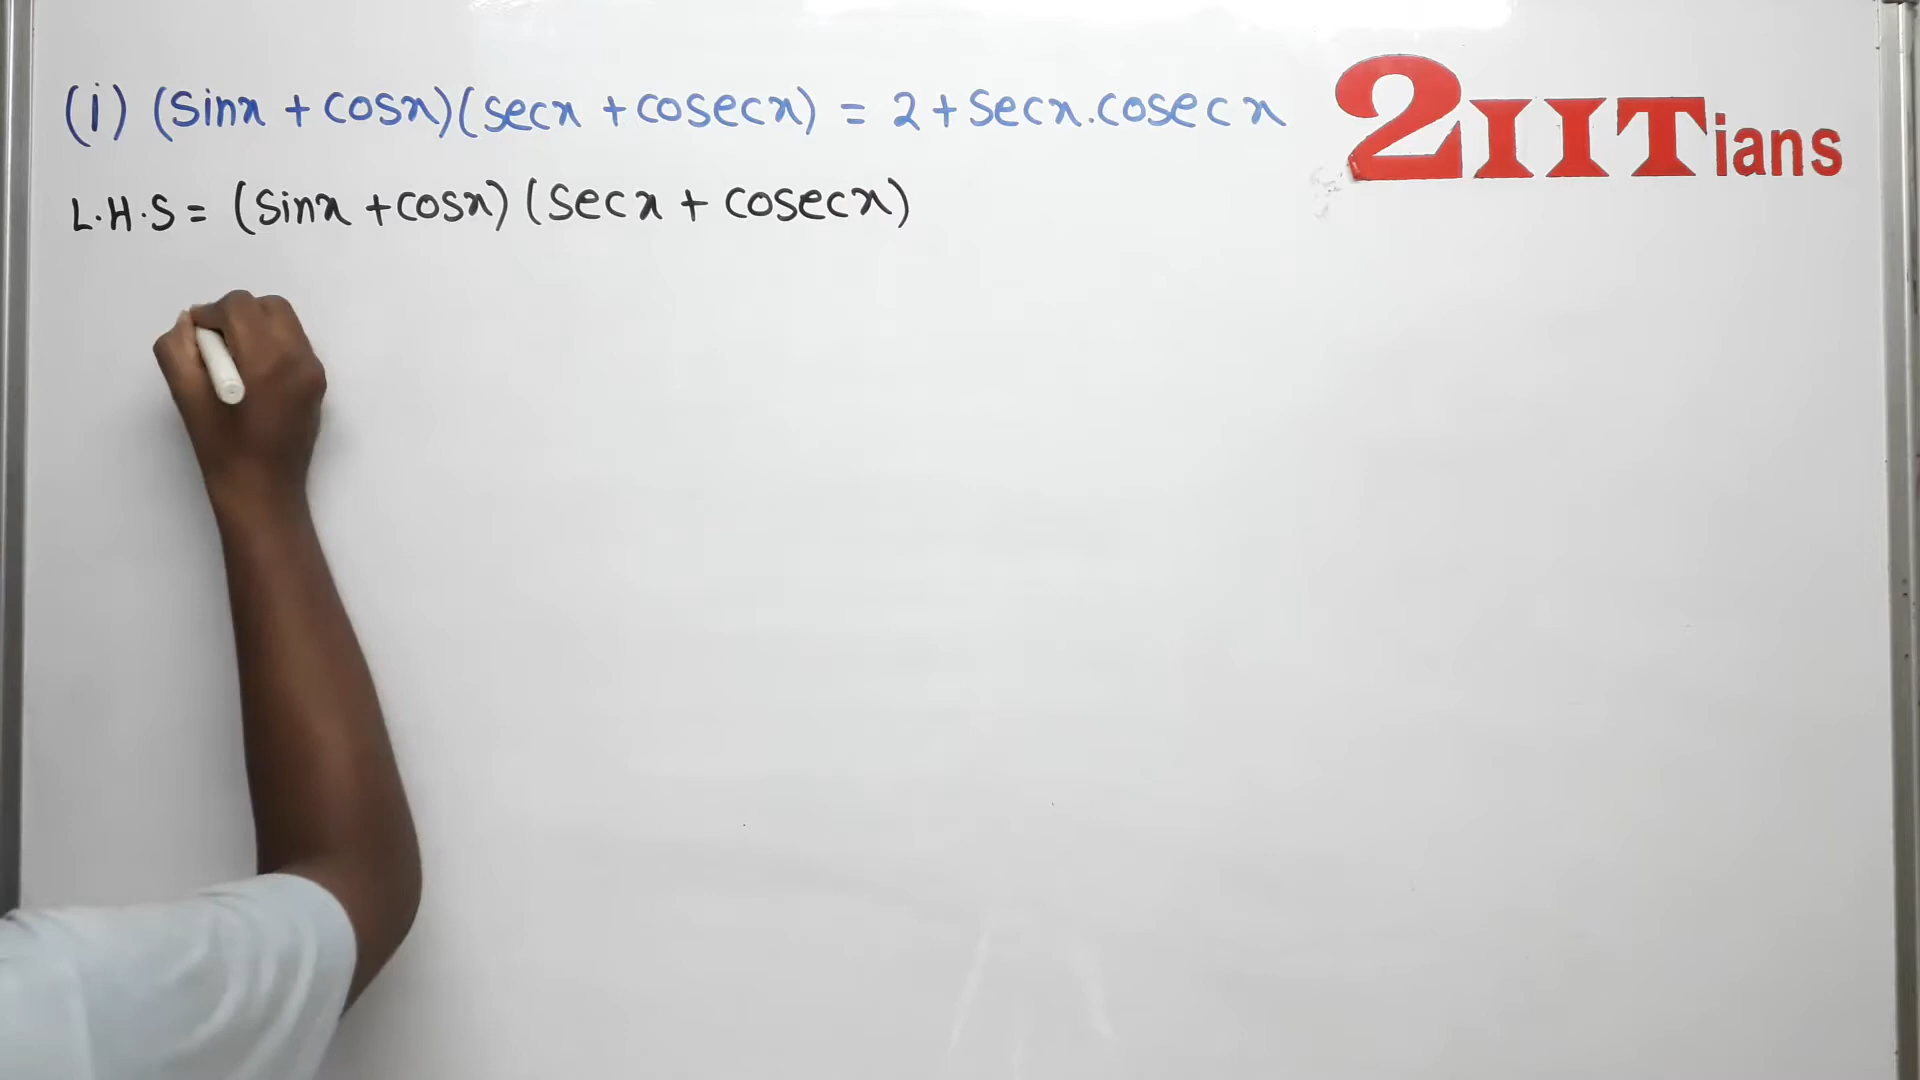 (i) (sinx + cosx)(secx + cosecx) = 2 + secx.cosecx
2IITians
L.H.S = (sinx + cosx) (secx + cosecx)